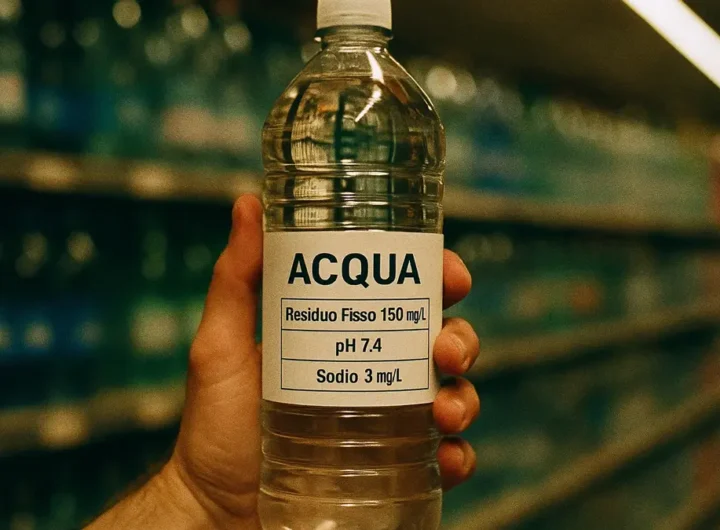 ACQUA
Residuo Fisso 150 mg/L
pH 7.4
Sodio 3 mg/L